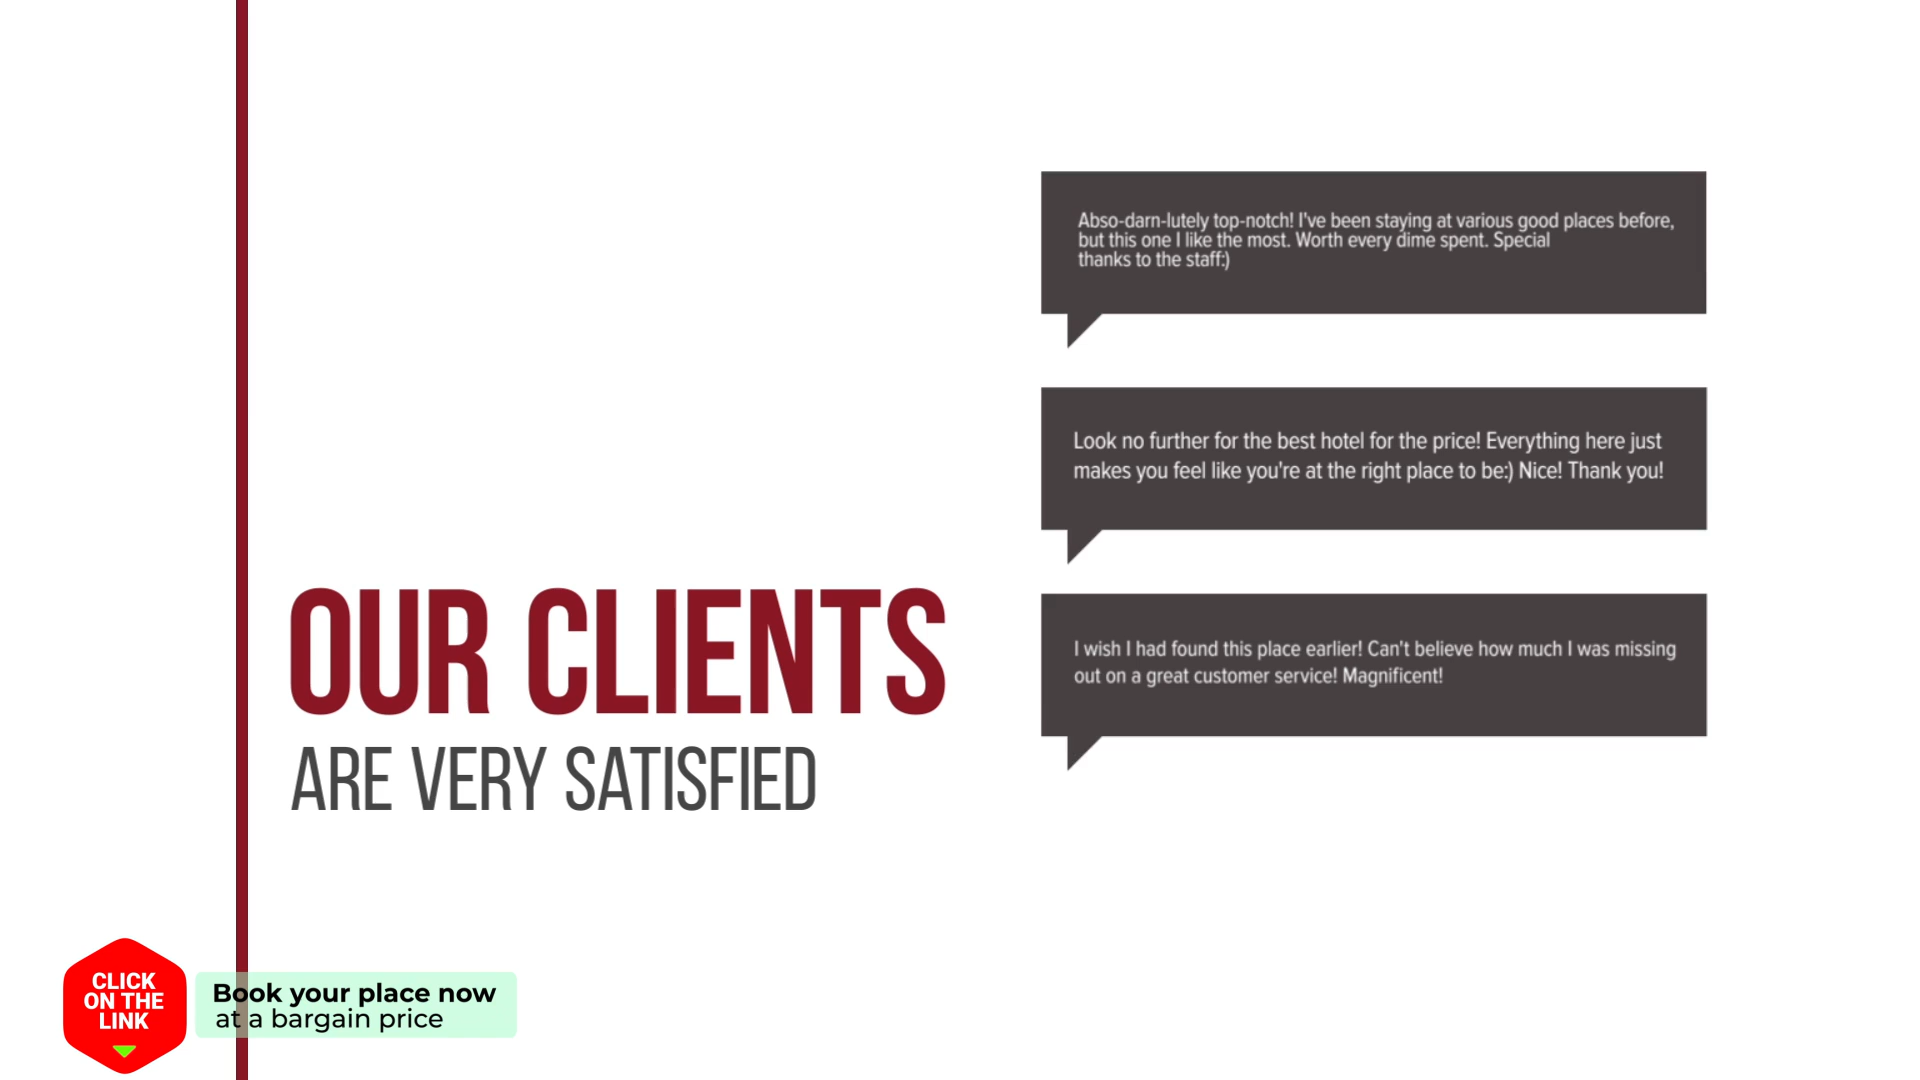 Abso-darn-lutely top-notch! I've been staying at various good places before,
but this one I like the most. Worth every dime spent. Special
thanks to the staff:)
Look no further for the best hotel for the price! Everything here just
makes you feel like you're at the right place to be:) Nice! Thank you!
I wish I had found this place earlier! Can't believe how much I was missing
out on a great customer service! Magnificent!
OUR CLIENTS
ARE VERY SATISFIED
CLICK
ON THE
LINK
Book your place now
at a bargain price